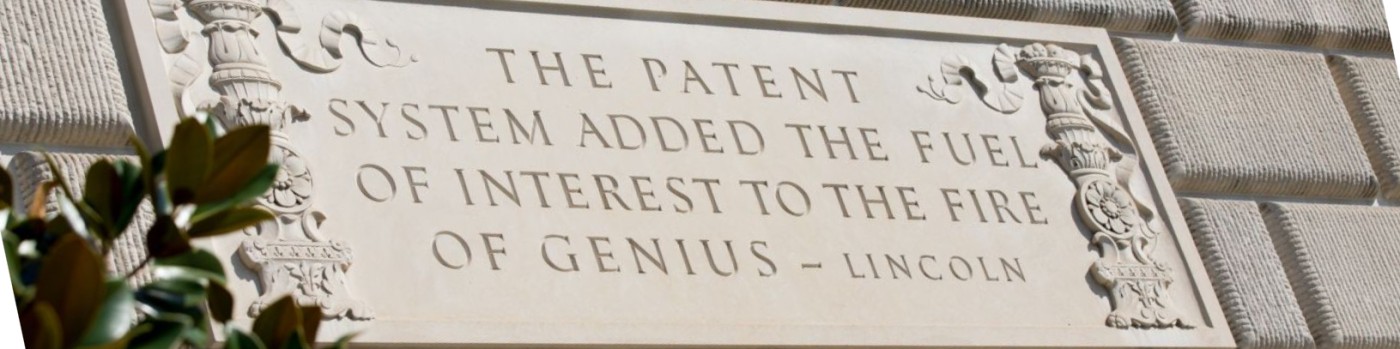 THE PATENT
SYSTEM ADDED THE FUEL
OF INTEREST TO THE FIRE
OF GENIUS – LINCOLN